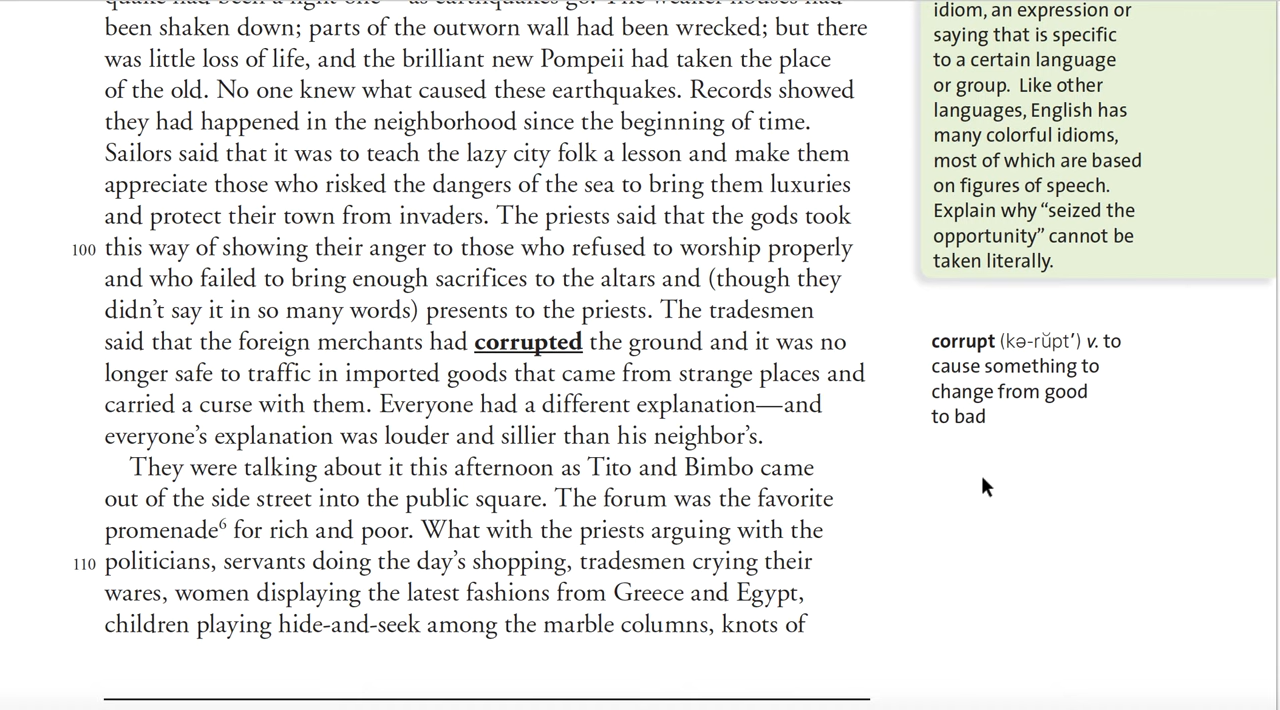 been shaken down; parts of the outworn wall had been wrecked; but there
was little loss of life, and the brilliant new Pompeii had taken the place
of the old. No one knew what caused these earthquakes. Records showed
they had happened in the neighborhood since the beginning of time.
Sailors said that it was to teach the lazy city folk a lesson and make them
appreciate those who risked the dangers of the sea to bring them luxuries
and protect their town from invaders. The priests said that the gods took
100 this way of showing their anger to those who refused to worship properly
and who failed to bring enough sacrifices to the altars and (though they
didn’t say it in so many words) presents to the priests. The tradesmen
said that the foreign merchants had corrupted the ground and it was no
longer safe to traffic in imported goods that came from strange places and
carried a curse with them. Everyone had a different explanation—and
everyone’s explanation was louder and sillier than his neighbor’s.
They were talking about it this afternoon as Tito and Bimbo came
out of the side street into the public square. The forum was the favorite
promenade⁶ for rich and poor. What with the priests arguing with the
110 politicians, servants doing the day’s shopping, tradesmen crying their
wares, women displaying the latest fashions from Greece and Egypt,
children playing hide-and-seek among the marble columns, knots of
idiom, an expression or
saying that is specific
to a certain language
or group. Like other
languages, English has
many colorful idioms,
most of which are based
on figures of speech.
Explain why “seized the
opportunity” cannot be
taken literally.
corrupt (kə-rŭpt′) v. to
cause something to
change from good
to bad